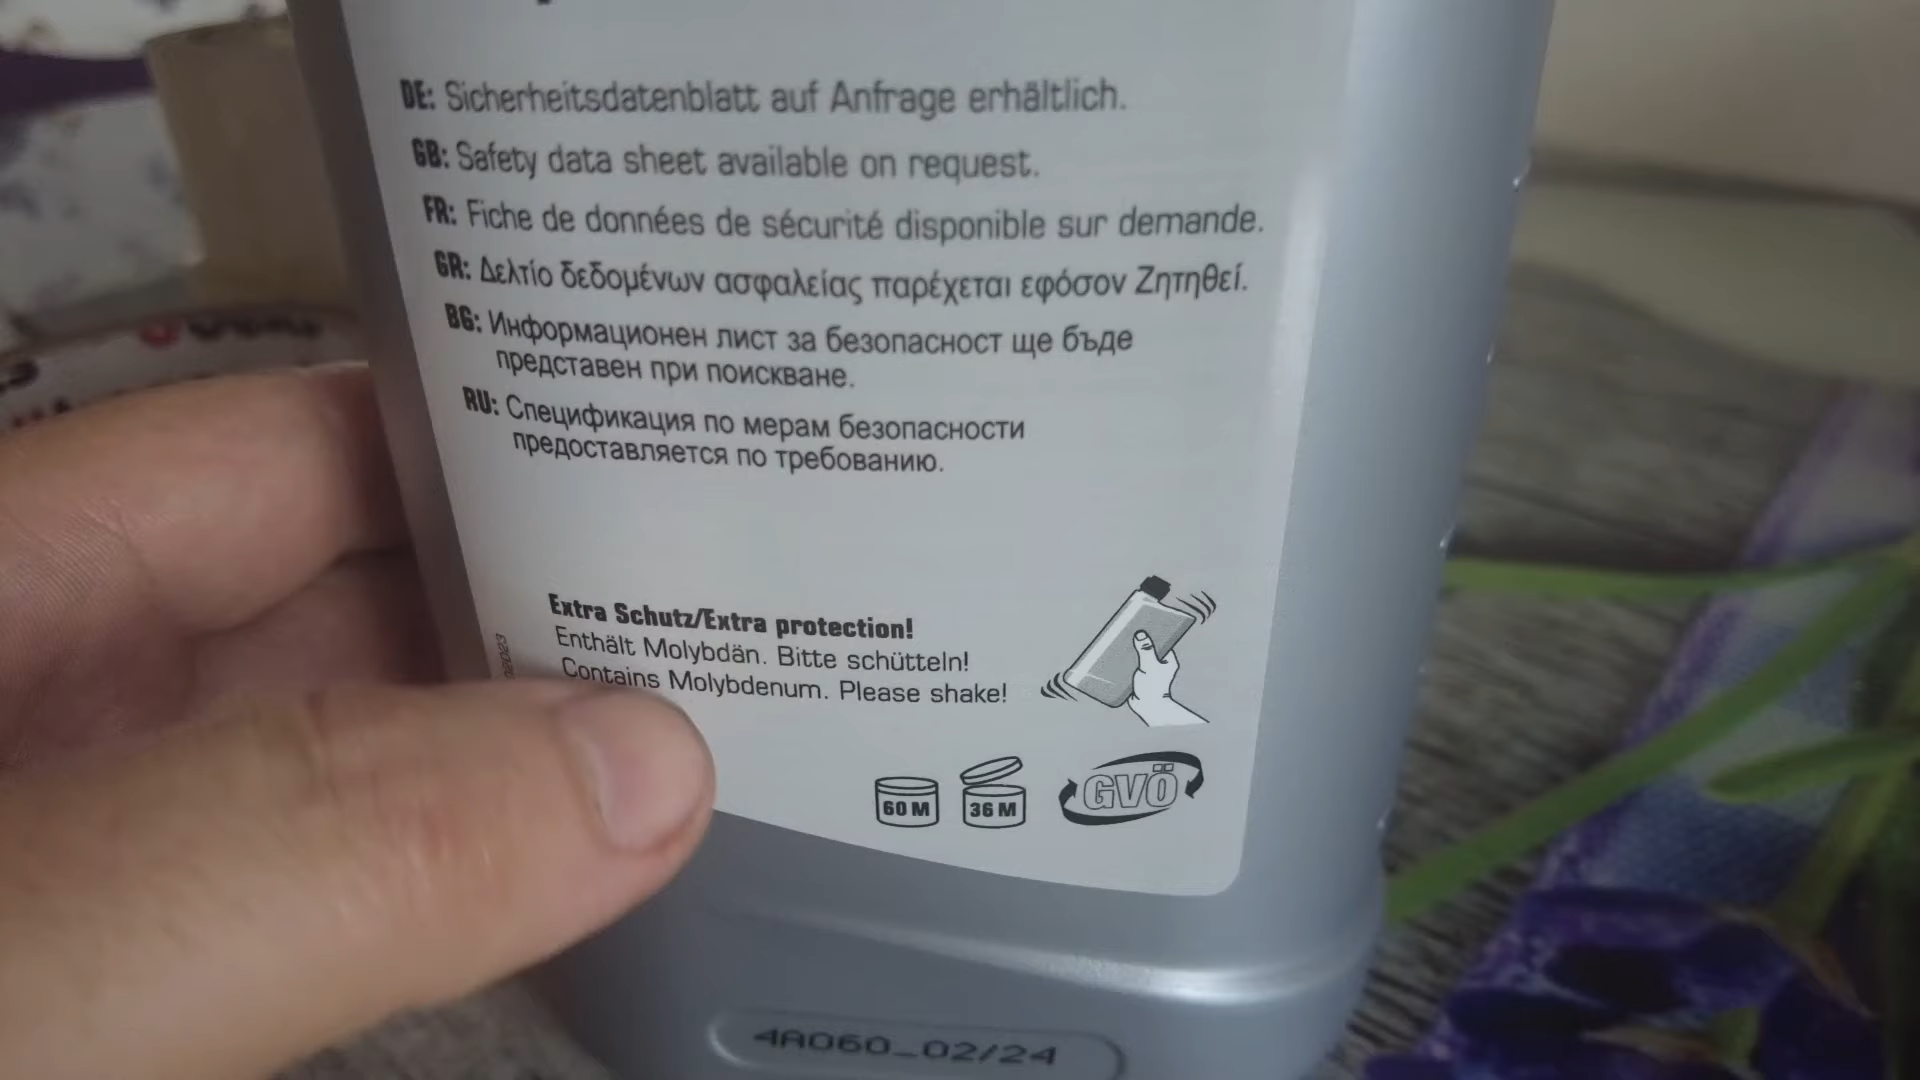 DE: Sicherheitsdatenblatt auf Anfrage erhältlich.
GB: Safety data sheet available on request.
FR: Fiche de données de sécurité disponible sur demande.
GR: Δελτίο δεδομένων ασφαλείας παρέχεται εφόσον Ζητηθεί.
BG: Информационен лист за безопасност ще бъде
представен при поискване.
RU: Спецификация по мерам безопасности
предоставляется по требованию.
Extra Schutz/Extra protection!
Enthält Molybdän. Bitte schütteln!
Contains Molybdenum. Please shake!
60 M
36 M
GVÖ
4A060_02/24